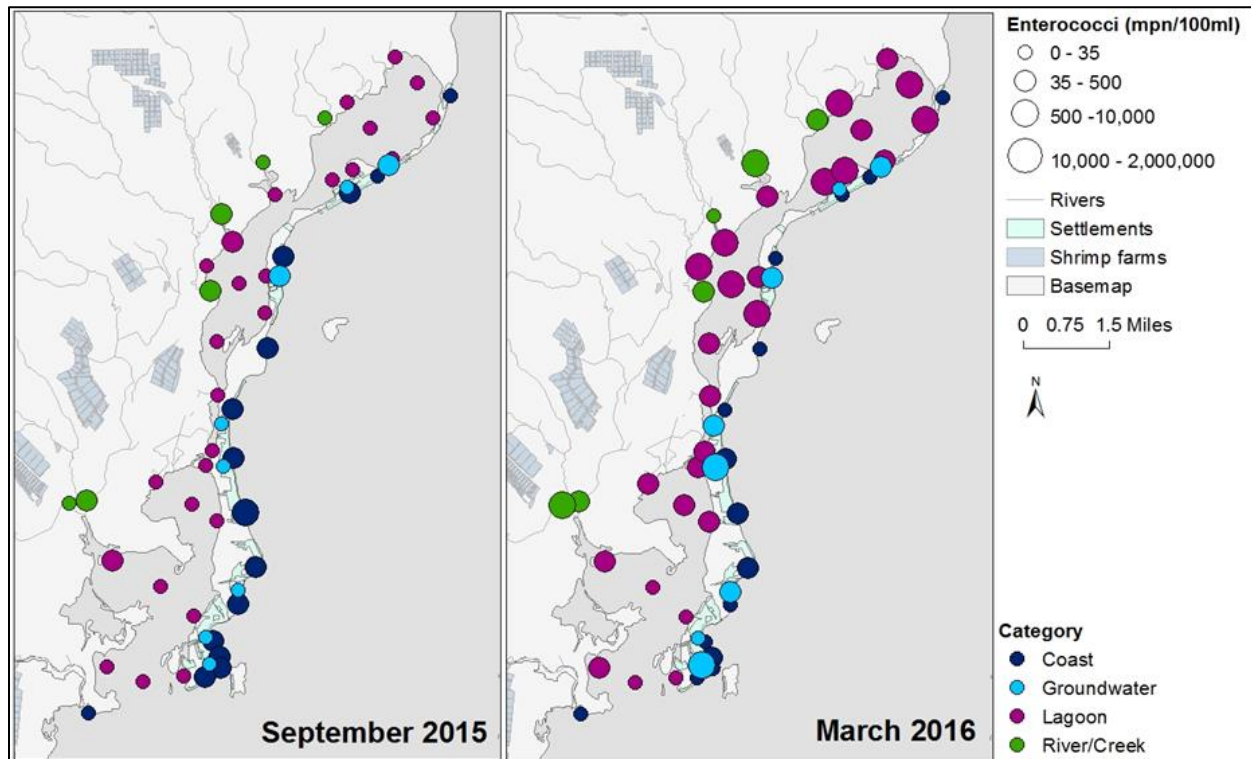 September 2015
March 2016
Enterococci (mpn/100ml)
0 - 35
35 - 500
500 -10,000
10,000 - 2,000,000
Rivers
Settlements
Shrimp farms
Basemap
0 0.75 1.5 Miles
N
Category
Coast
Groundwater
Lagoon
River/Creek